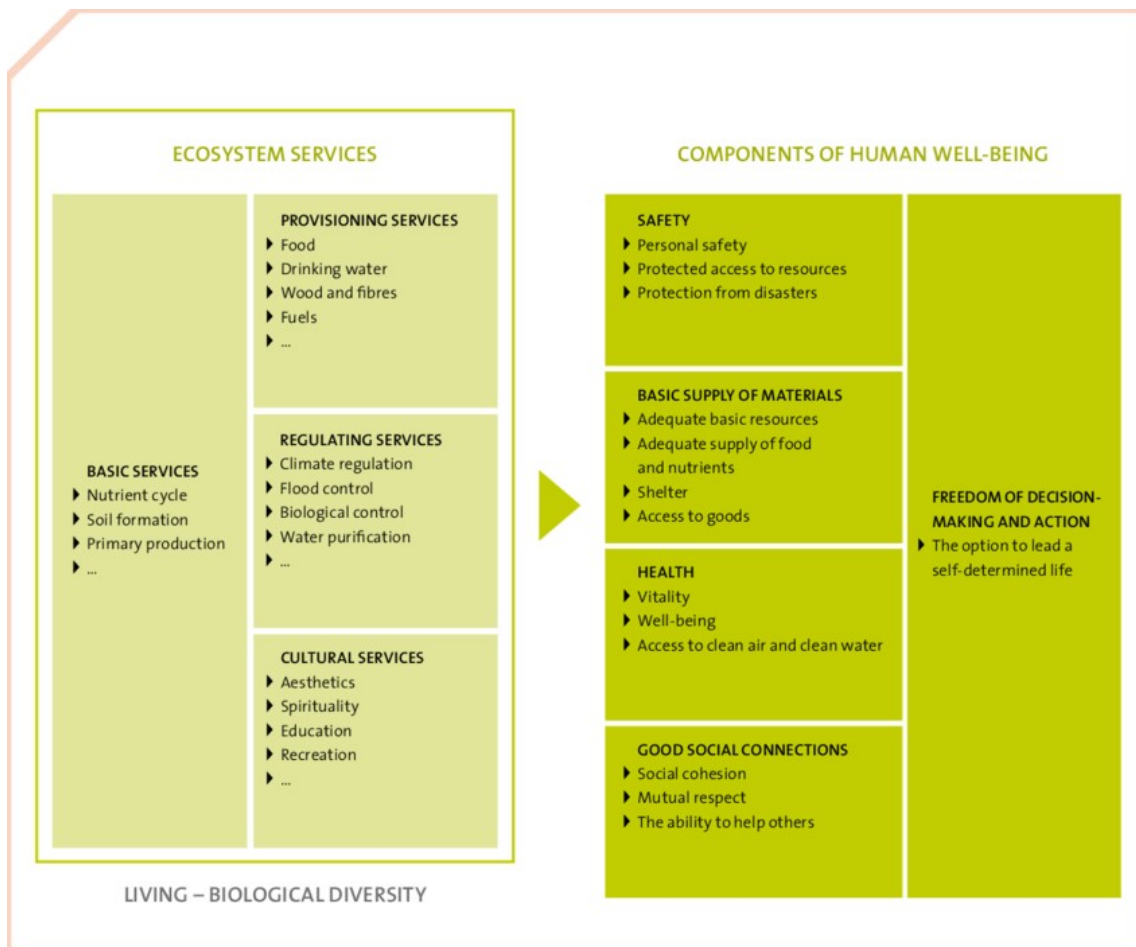 ECOSYSTEM SERVICES
BASIC SERVICES
Nutrient cycle
Soil formation
Primary production
...
PROVISIONING SERVICES
Food
Drinking water
Wood and fibres
Fuels
...
REGULATING SERVICES
Climate regulation
Flood control
Biological control
Water purification
...
CULTURAL SERVICES
Aesthetics
Spirituality
Education
Recreation
...
LIVING – BIOLOGICAL DIVERSITY
COMPONENTS OF HUMAN WELL-BEING
SAFETY
Personal safety
Protected access to resources
Protection from disasters
BASIC SUPPLY OF MATERIALS
Adequate basic resources
Adequate supply of food
and nutrients
Shelter
Access to goods
HEALTH
Vitality
Well-being
Access to clean air and clean water
GOOD SOCIAL CONNECTIONS
Social cohesion
Mutual respect
The ability to help others
FREEDOM OF DECISION-
MAKING AND ACTION
The option to lead a
self-determined life